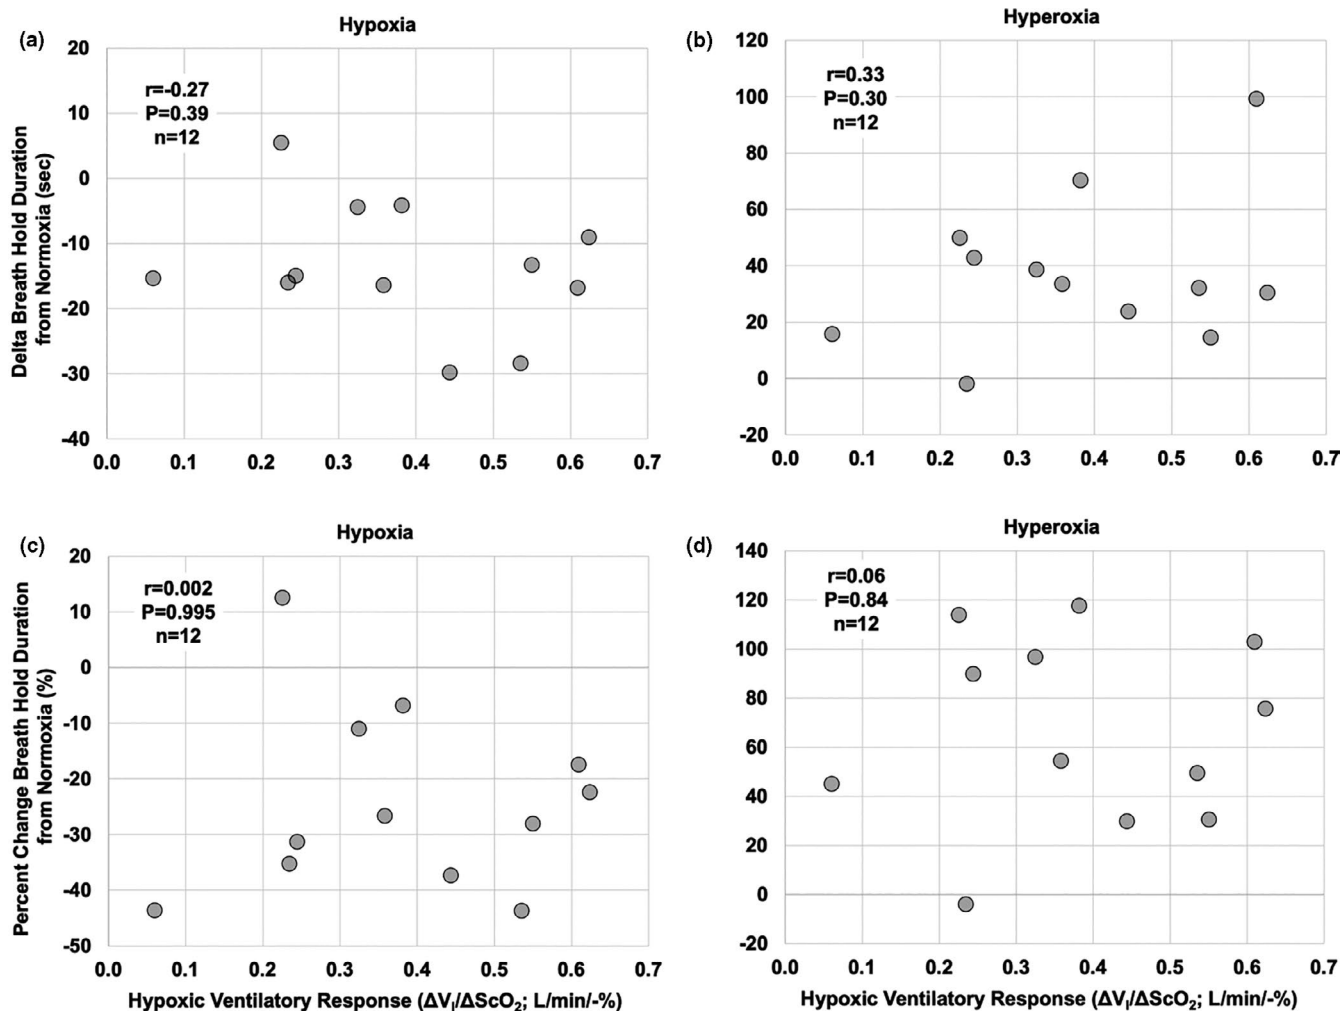 (a)
Hypoxia
r=-0.27
P=0.39
n=12
Delta Breath Hold Duration
from Normoxia (sec)
20
10
0
-10
-20
-30
-40
0.0 0.1 0.2 0.3 0.4 0.5 0.6 0.7
(b)
Hyperoxia
r=0.33
P=0.30
n=12
120
100
80
60
40
20
0
-20
0.0 0.1 0.2 0.3 0.4 0.5 0.6 0.7
(c)
Hypoxia
r=0.002
P=0.995
n=12
Percent Change Breath Hold Duration
from Normoxia (%)
20
10
0
-10
-20
-30
-40
-50
0.0 0.1 0.2 0.3 0.4 0.5 0.6 0.7
Hypoxic Ventilatory Response (ΔV_I/ΔScO₂; L/min/-%)
(d)
Hyperoxia
r=0.06
P=0.84
n=12
140
120
100
80
60
40
20
0
-20
0.0 0.1 0.2 0.3 0.4 0.5 0.6 0.7
Hypoxic Ventilatory Response (ΔV_I/ΔScO₂; L/min/-%)